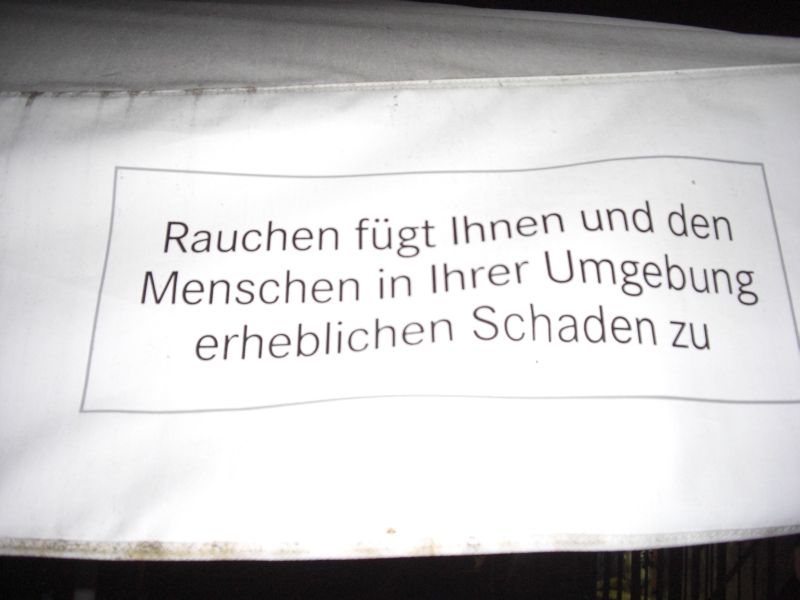 Rauchen fügt Ihnen und den
Menschen in Ihrer Umgebung
erheblichen Schaden zu